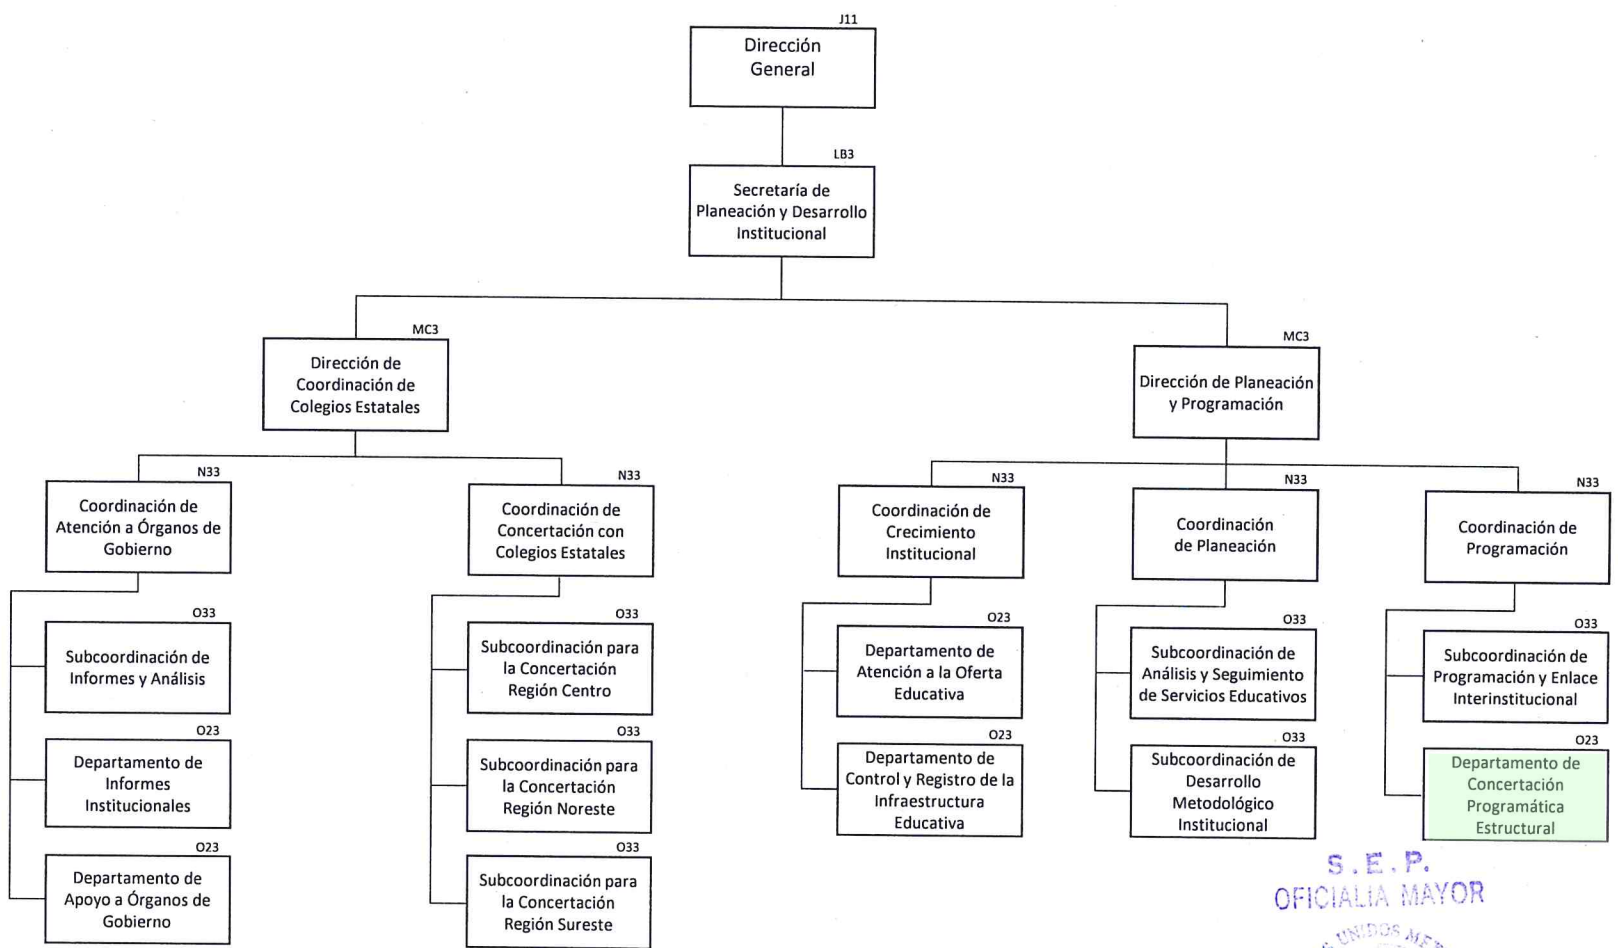 J11
Dirección
General
LB3
Secretaría de
Planeación y Desarrollo
Institucional
MC3
Dirección de
Coordinación de
Colegios Estatales
MC3
Dirección de Planeación
y Programación
N33
Coordinación de
Atención a Órganos de
Gobierno
N33
Coordinación de
Concertación con
Colegios Estatales
N33
Coordinación de
Crecimiento
Institucional
N33
Coordinación
de Planeación
N33
Coordinación de
Programación
O33
Subcoordinación de
Informes y Análisis
O23
Departamento de
Informes
Institucionales
O23
Departamento de
Apoyo a Órganos de
Gobierno
O33
Subcoordinación para
la Concertación
Región Centro
O33
Subcoordinación para
la Concertación
Región Noreste
O33
Subcoordinación para
la Concertación
Región Sureste
O23
Departamento de
Atención a la Oferta
Educativa
O23
Departamento de
Control y Registro de la
Infraestructura
Educativa
O33
Subcoordinación de
Análisis y Seguimiento
de Servicios Educativos
O33
Subcoordinación de
Desarrollo
Metodológico
Institucional
O33
Subcoordinación de
Programación y Enlace
Interinstitucional
O23
Departamento de
Concertación
Programática
Estructural
S.E.P.
OFICIALIA MAYOR
UNIDOS